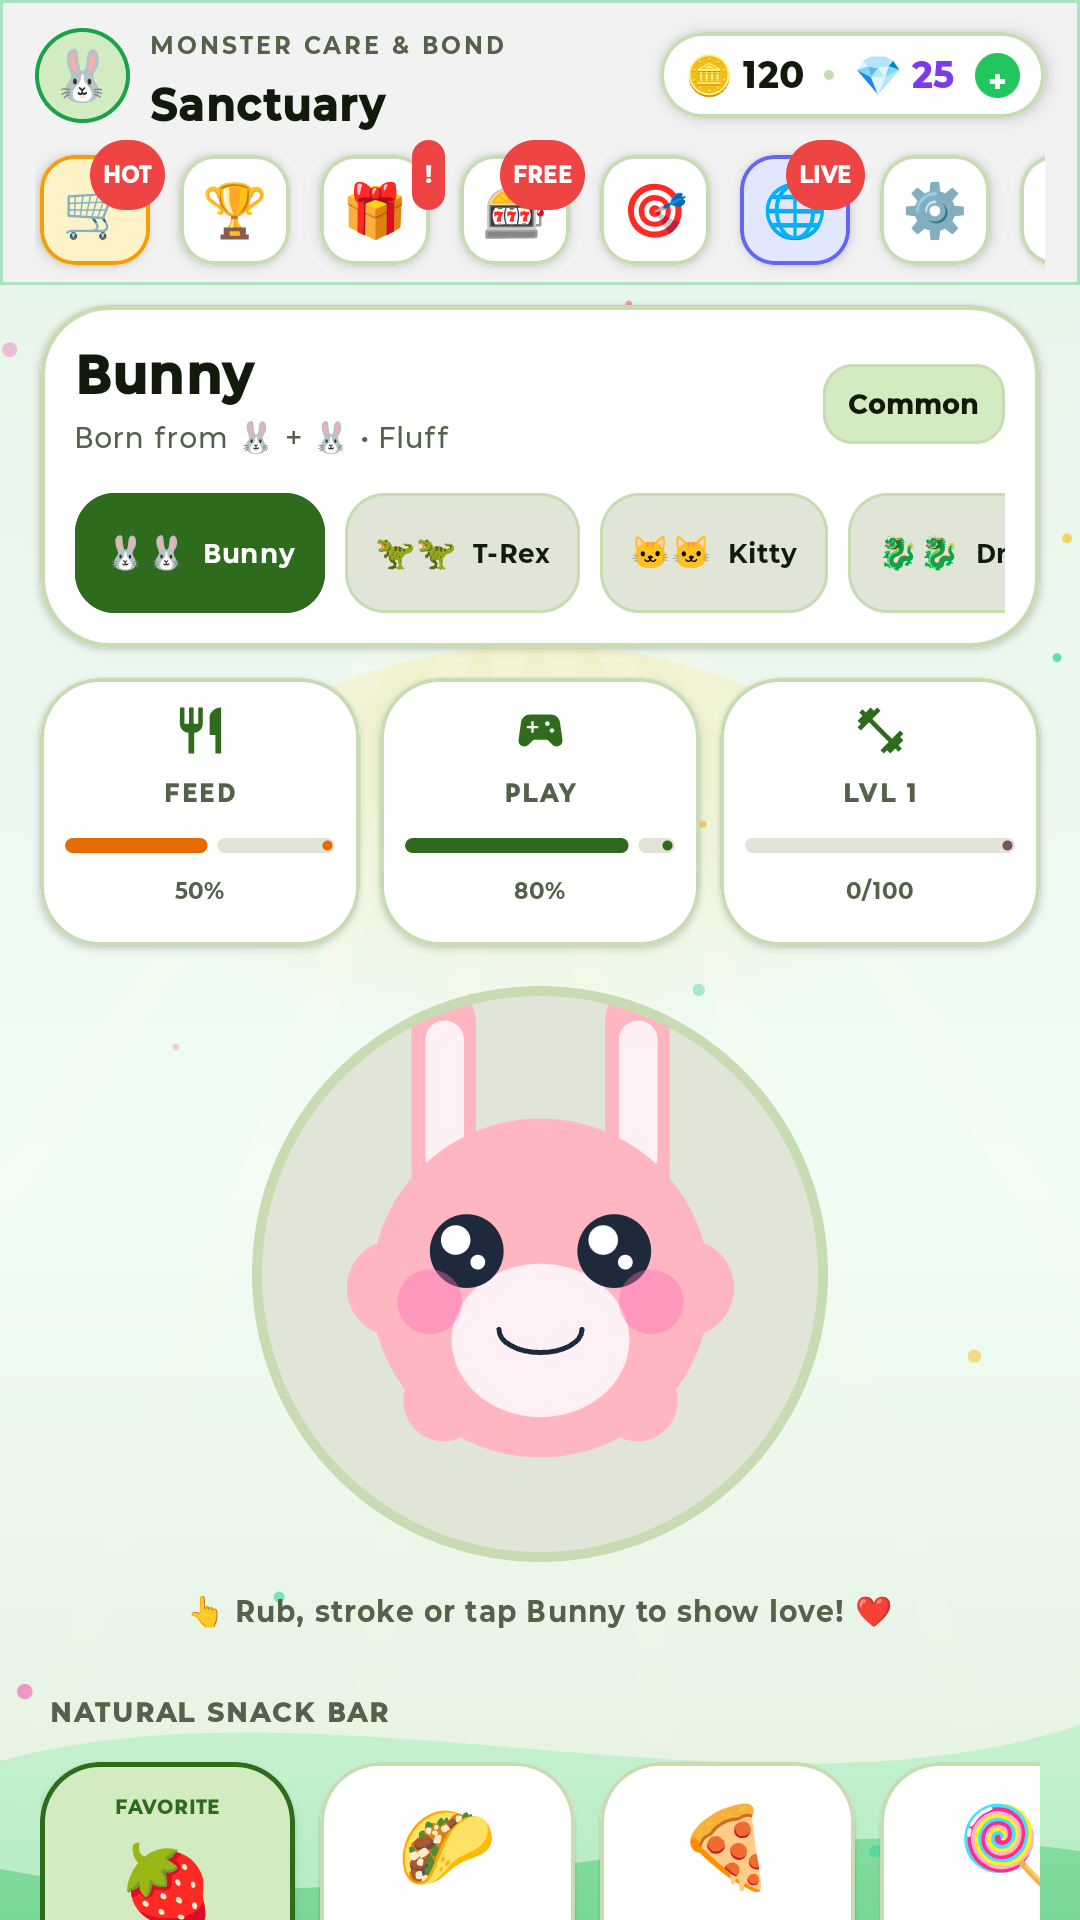 MONSTER CARE & BOND
Sanctuary
120 • 25 +
HOT
!
FREE
LIVE
Bunny
Born from + • Fluff
Common
Bunny
T-Rex
Kitty
Dr
FEED
PLAY
LVL 1
50%
80%
0/100
Rub, stroke or tap Bunny to show love!
NATURAL SNACK BAR
FAVORITE